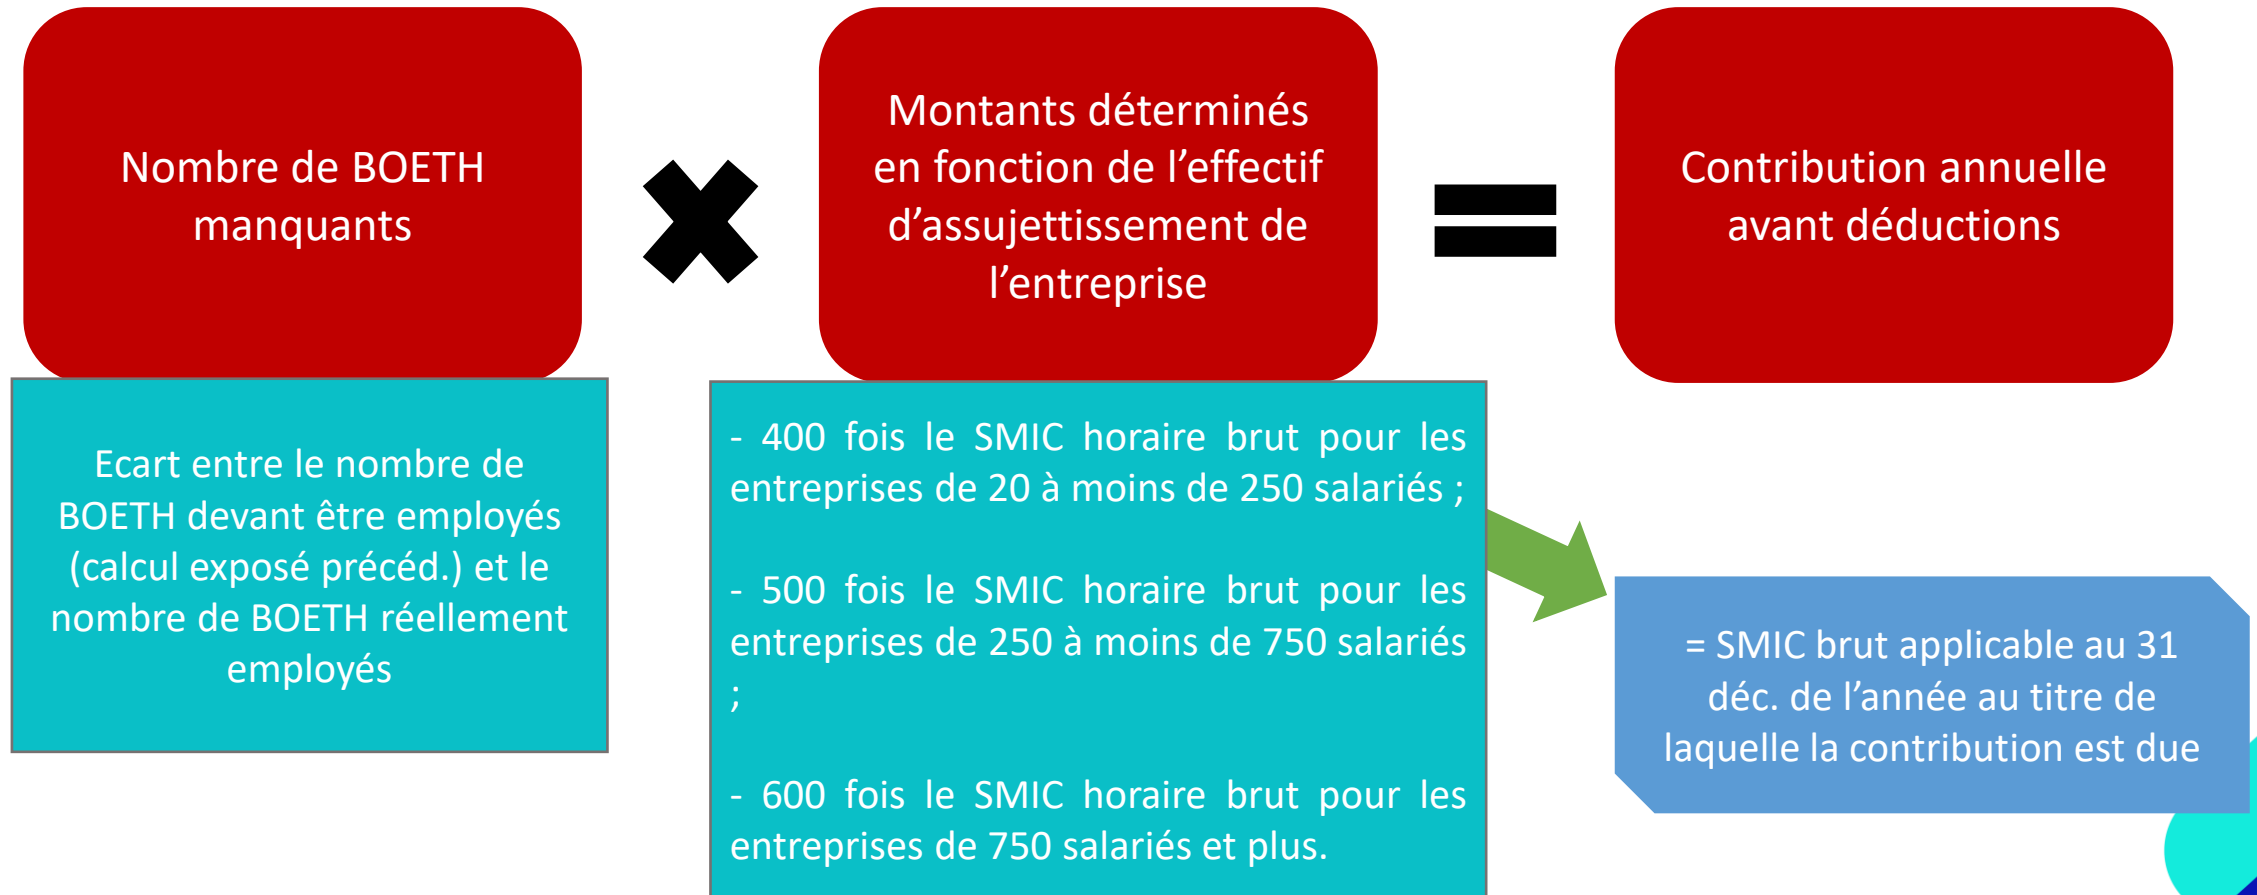 Nombre de BOETH
manquants
Montants déterminés
en fonction de l’effectif
d’assujettissement de
l’entreprise
Contribution annuelle
avant déductions
Ecart entre le nombre de
BOETH devant être employés
(calcul exposé précéd.) et le
nombre de BOETH réellement
employés
- 400 fois le SMIC horaire brut pour les
entreprises de 20 à moins de 250 salariés ;
- 500 fois le SMIC horaire brut pour les
entreprises de 250 à moins de 750 salariés
;
- 600 fois le SMIC horaire brut pour les
entreprises de 750 salariés et plus.
= SMIC brut applicable au 31
déc. de l’année au titre de
laquelle la contribution est due